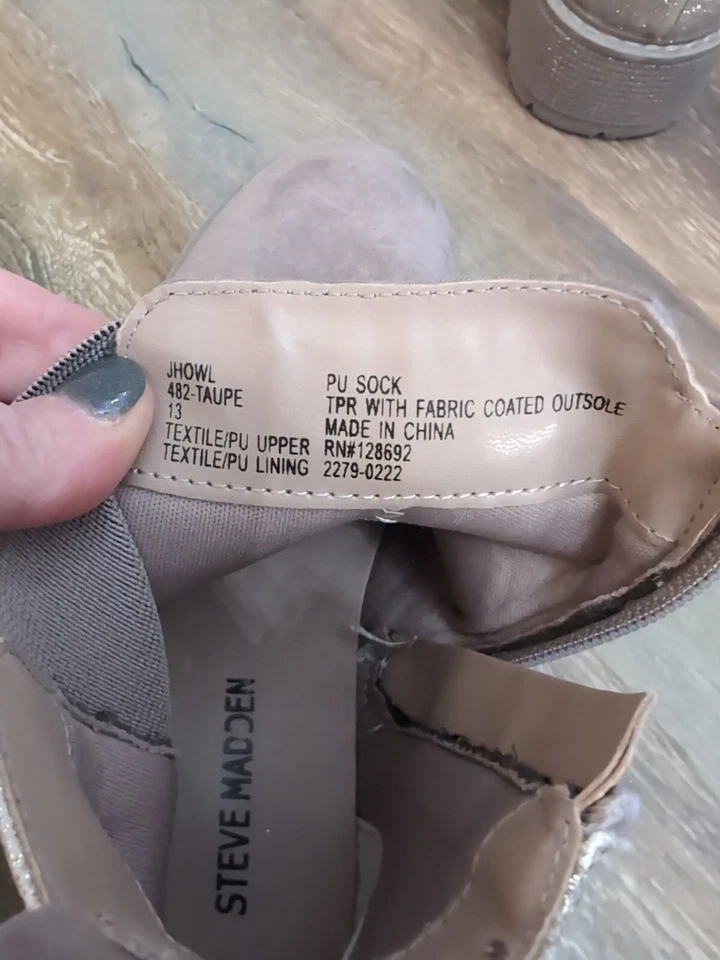 JHOWL
482-TAUPE
13
TEXTILE/PU UPPER
TEXTILE/PU LINING
PU SOCK
TPR WITH FABRIC COATED OUTSOLE
MADE IN CHINA
RN#128692
2279-0222
STEVE MADDEN